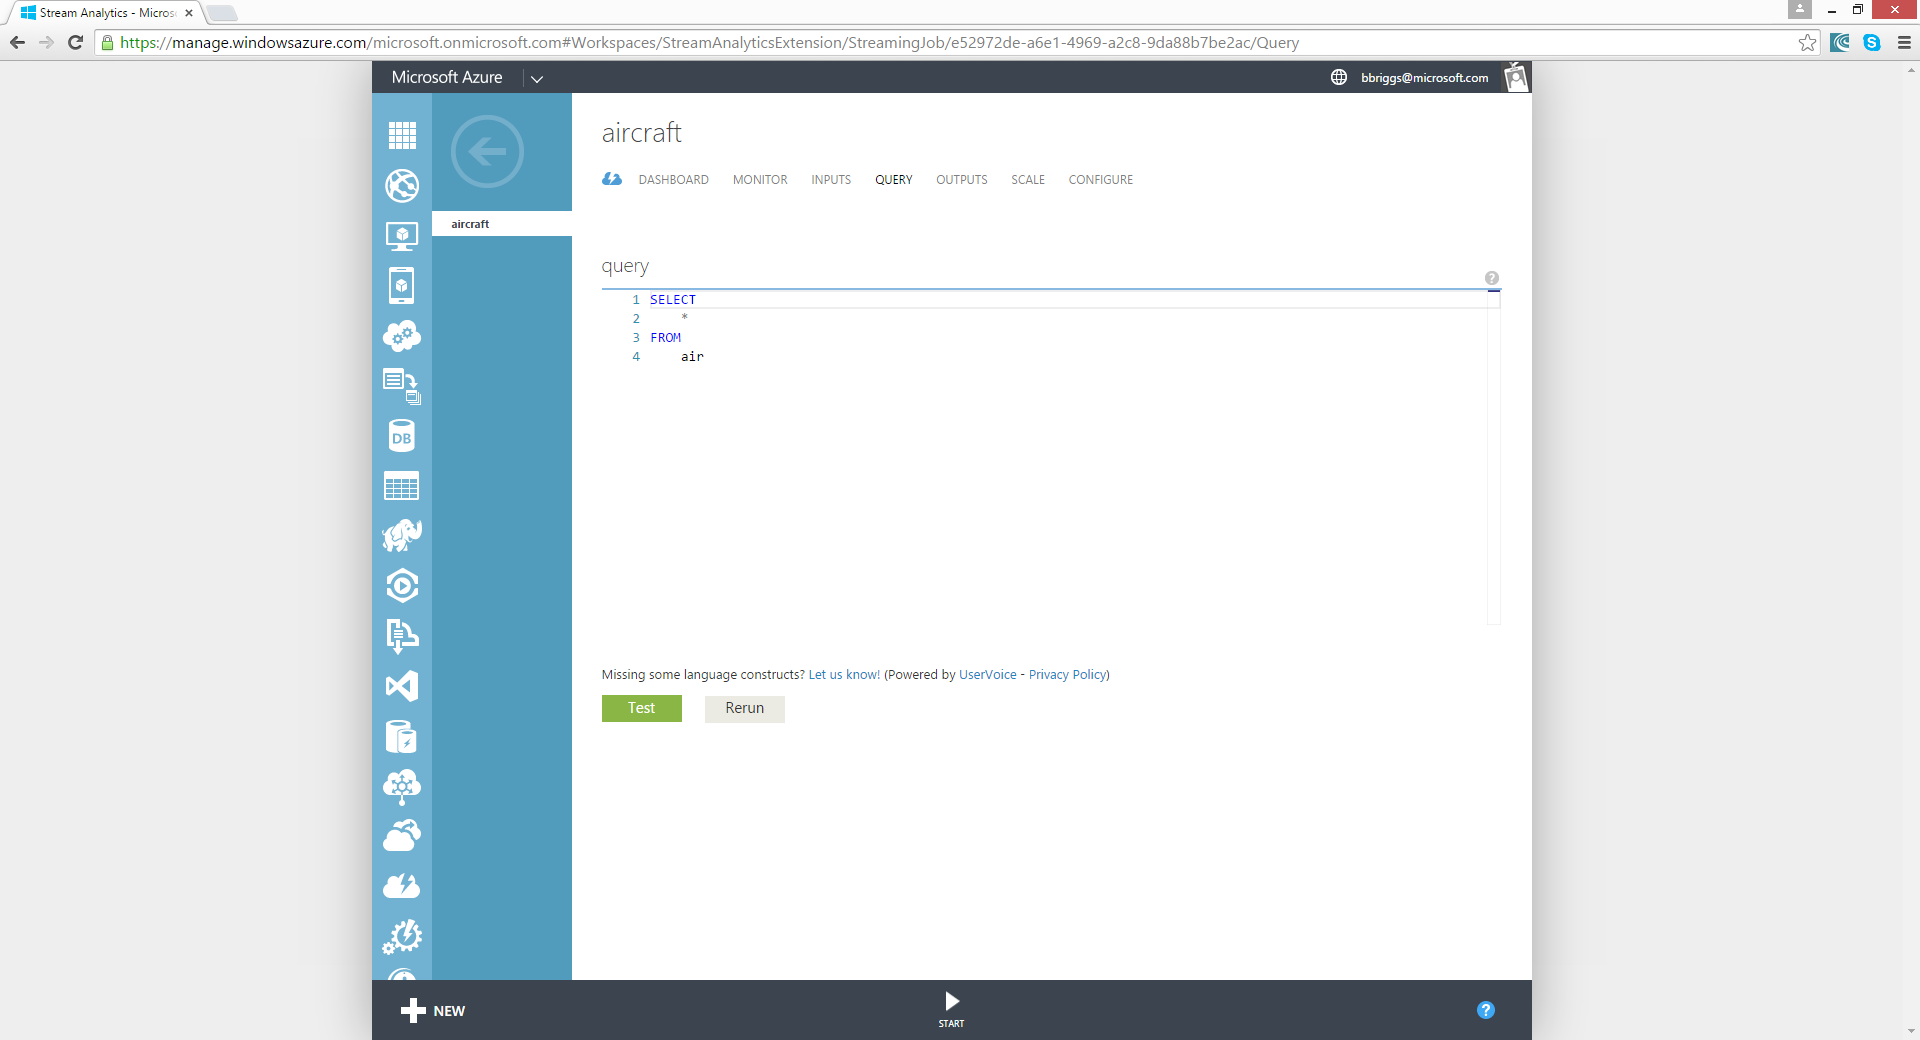 Stream Analytics - Micros
https://manage.windowsazure.com/microsoft.onmicrosoft.com#Workspaces/StreamAnalyticsExtension/StreamingJob/e52972de-a6e1-4969-a2c8-9da88b7be2ac/Query
Microsoft Azure
bbriggs@microsoft.com
aircraft
DASHBOARD MONITOR INPUTS QUERY OUTPUTS SCALE CONFIGURE
aircraft
query
?
1 SELECT
2 *
3 FROM
4 air
DB
Missing some language constructs? Let us know! (Powered by UserVoice - Privacy Policy)
Test Rerun
NEW
START
?